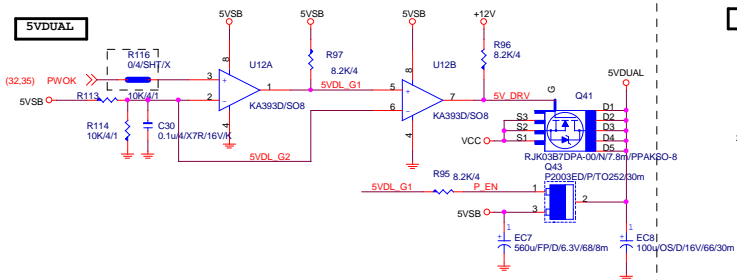 5VDUAL
5VSB
5VSB
+12V
R116
0/4/SHT/X
(32,35) PWOK
3
8
+
-
2
1
4
U12A
KA393D/SO8
R97
8.2K/4
5VDL_G1
5VSB
R113
10K/4/1
R114
10K/4/1
C30
0.1u/4/X7R/16V/K
5VDL_G2
5
6
8
+
-
7
4
U12B
KA393D/SO8
R96
8.2K/4
5V_DRV
G
Q41
5VDUAL
S3
S2
S1
D1
D2
D3
D4
D5
VCC
RJK03B7DPA-00/N/7.8m/PPAKSO-8
Q43
P2003ED/P/TO252/30m
5VDL_G1
R95 8.2K/4
P_EN
1
2
3
5VSB
1
+
EC7
560u/FP/D/6.3V/68/8m
1
+
EC8
100u/OS/D/16V/66/30m